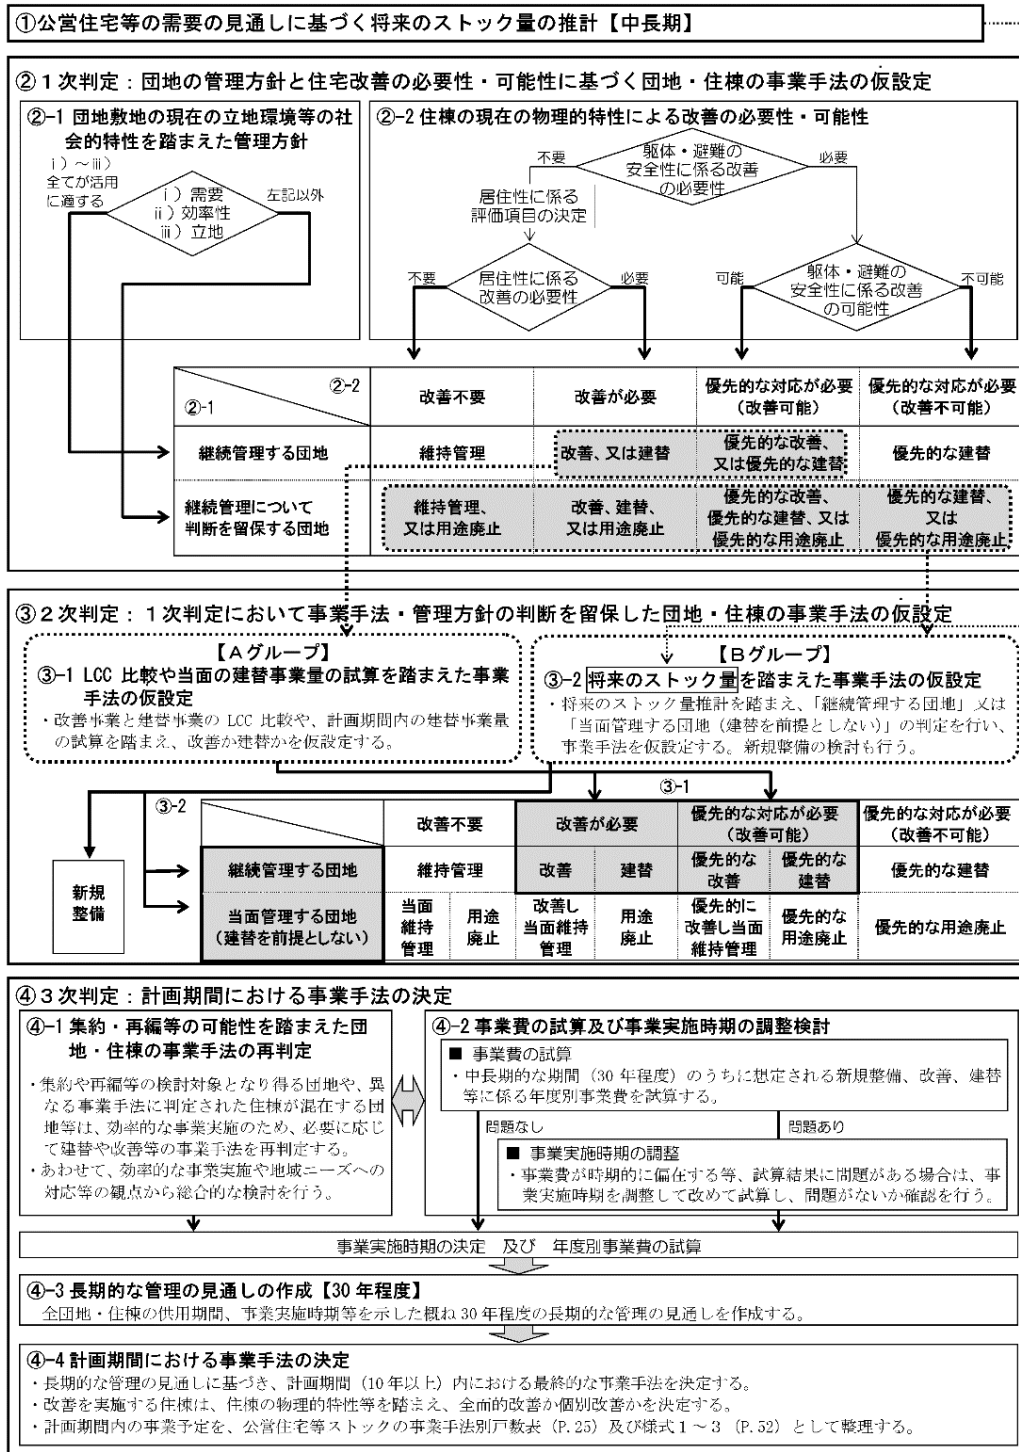 ①公営住宅等の需要の見通しに基づく将来のストック量の推計【中長期】
②１次判定：団地の管理方針と住宅改善の必要性・可能性に基づく団地・住棟の事業手法の仮設定
②-1 団地敷地の現在の立地環境等の社
会的特性を踏まえた管理方針
ⅰ）～ⅲ）
全てが活用
に適する
ⅰ）需要
ⅱ）効率性
ⅲ）立地
左記以外
②-2 住棟の現在の物理的特性による改善の必要性・可能性
不要
躯体・避難の
安全性に係る改善
の必要性
必要
居住性に係る
評価項目の決定
不要
居住性に係る
改善の必要性
必要
可能
躯体・避難の
安全性に係る改善
の可能性
不可能
②-2
②-1
改善不要
改善が必要
優先的な対応が必要
（改善可能）
優先的な対応が必要
（改善不可能）
継続管理する団地
維持管理
改善、又は建替
優先的な改善、
又は優先的な建替
優先的な建替
継続管理について
判断を留保する団地
維持管理、
又は用途廃止
改善、建替、
又は用途廃止
優先的な改善、
優先的な建替、又は
優先的な用途廃止
優先的な建替、
又は
優先的な用途廃止
③２次判定：１次判定において事業手法・管理方針の判断を留保した団地・住棟の事業手法の仮設定
【Ａグループ】
③-1 LCC 比較や当面の建替事業量の試算を踏まえた事業
手法の仮設定
・改善事業と建替事業の LCC 比較や、計画期間内の建替事業量
の試算を踏まえ、改善か建替かを仮設定する。
【Ｂグループ】
③-2 将来のストック量を踏まえた事業手法の仮設定
・将来のストック量推計を踏まえ、「継続管理する団地」又は
「当面管理する団地（建替を前提としない）」の判定を行い、
事業手法を仮設定する。新規整備の検討も行う。
③-1
③-2
改善不要
改善が必要
優先的な対応が必要
（改善可能）
優先的な対応が必要
（改善不可能）
新規
整備
継続管理する団地
維持管理
改善
建替
優先的な
改善
優先的な
建替
優先的な建替
当面管理する団地
（建替を前提としない）
当面
維持
管理
用途
廃止
改善し
当面維持
管理
用途
廃止
優先的に
改善し当面
維持管理
優先的な
用途廃止
優先的な用途廃止
④３次判定：計画期間における事業手法の決定
④-1 集約・再編等の可能性を踏まえた団
地・住棟の事業手法の再判定
・集約や再編等の検討対象となり得る団地や、異
なる事業手法に判定された住棟が混在する団
地等は、効率的な事業実施のため、必要に応じ
て建替や改善等の事業手法を再判定する。
・あわせて、効率的な事業実施や地域ニーズへの
対応等の観点から総合的な検討を行う。
④-2 事業費の試算及び事業実施時期の調整検討
■ 事業費の試算
・中長期的な期間（30 年程度）のうちに想定される新規整備、改善、建替
等に係る年度別事業費を試算する。
問題なし
問題あり
■ 事業実施時期の調整
・事業費が時期的に偏在する等、試算結果に問題がある場合は、事
業実施時期を調整して改めて試算し、問題がないか確認を行う。
事業実施時期の決定　及び　年度別事業費の試算
④-3 長期的な管理の見通しの作成【30 年程度】
全団地・住棟の供用期間、事業実施時期等を示した概ね 30 年程度の長期的な管理の見通しを作成する。
④-4 計画期間における事業手法の決定
・長期的な管理の見通しに基づき、計画期間（10 年以上）内における最終的な事業手法を決定する。
・改善を実施する住棟は、住棟の物理的特性等を踏まえ、全面的改善か個別改善かを決定する。
・計画期間内の事業予定を、公営住宅等ストックの事業手法別戸数表（P.25）及び様式１～３（P.52）として整理する。